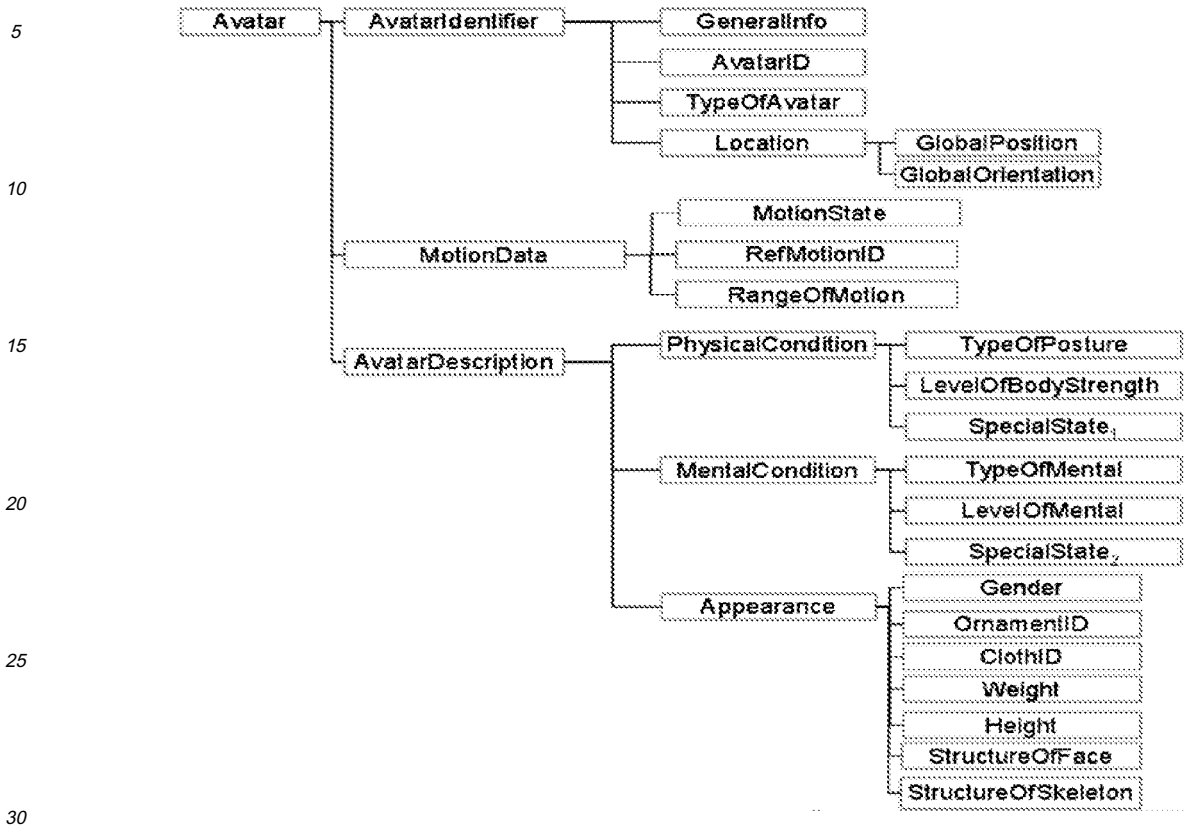 5
Avatar AvatarIdentifier GeneralInfo
AvatarID
TypeOfAvatar
Location GlobalPosition
GlobalOrientation
10
MotionState
MotionData RefMotionID
RangeOfMotion
15
PhysicalCondition TypeOfPosture
AvatarDescription
LevelOfBodyStrength
SpecialState₁
MentalCondition TypeOfMental
20
LevelOfMental
SpecialState₂
Gender
Appearance
OrnamentID
25
ClothID
Weight
Height
StructureOfFace
StructureOfSkeleton
30